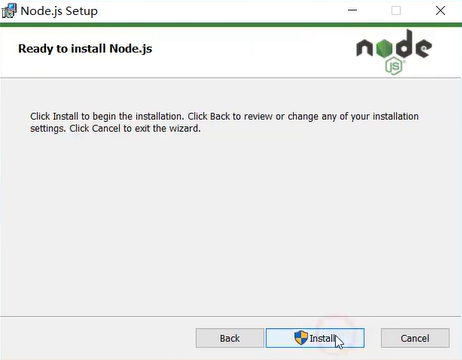 Node.js Setup
Ready to install Node.js
node
JS
Click Install to begin the installation. Click Back to review or change any of your installation
settings. Click Cancel to exit the wizard.
Back
Install
Cancel